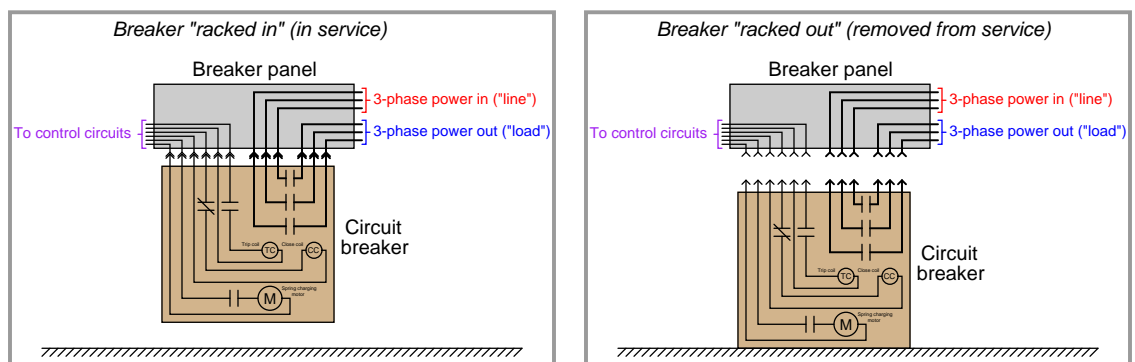 Breaker "racked in" (in service)
Breaker panel
3-phase power in ("line")
To control circuits
3-phase power out ("load")
Circuit
breaker
Trip coil
TC
Close coil
CC
Spring charging
motor
M
Breaker "racked out" (removed from service)
Breaker panel
3-phase power in ("line")
To control circuits
3-phase power out ("load")
Circuit
breaker
Trip coil
TC
Close coil
CC
Spring charging
motor
M